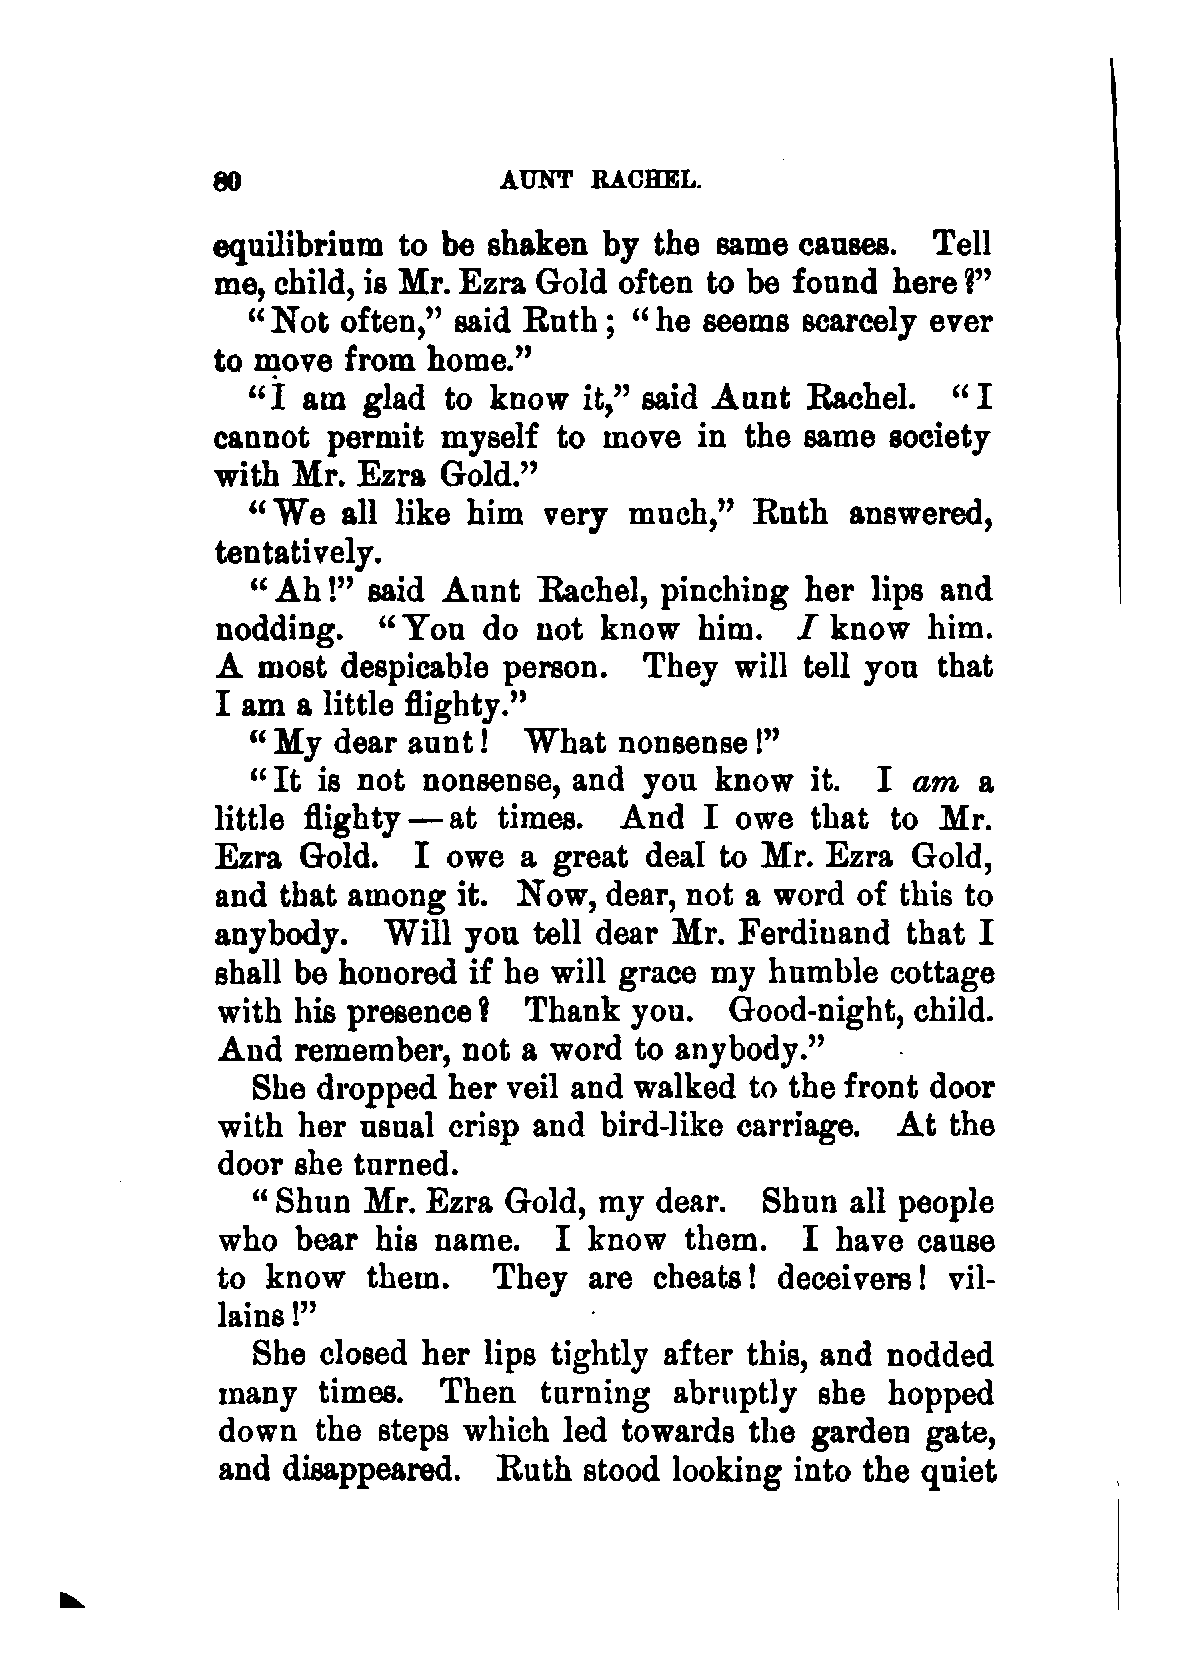 80 AUNT RACHEL.
equilibrium to be shaken by the same causes. Tell
me, child, is Mr. Ezra Gold often to be found here?”
“Not often,” said Ruth; “he seems scarcely ever
to move from home.”
“I am glad to know it,” said Aunt Rachel. “I
cannot permit myself to move in the same society
with Mr. Ezra Gold.”
“We all like him very much,” Ruth answered,
tentatively.
“Ah!” said Aunt Rachel, pinching her lips and
nodding. “You do not know him. I know him.
A most despicable person. They will tell you that
I am a little flighty.”
“My dear aunt! What nonsense!”
“It is not nonsense, and you know it. I am a
little flighty—at times. And I owe that to Mr.
Ezra Gold. I owe a great deal to Mr. Ezra Gold,
and that among it. Now, dear, not a word of this to
anybody. Will you tell dear Mr. Ferdinand that I
shall be honored if he will grace my humble cottage
with his presence? Thank you. Good-night, child.
And remember, not a word to anybody.”
She dropped her veil and walked to the front door
with her usual crisp and bird-like carriage. At the
door she turned.
“Shun Mr. Ezra Gold, my dear. Shun all people
who bear his name. I know them. I have cause
to know them. They are cheats! deceivers! vil-
lains!”
She closed her lips tightly after this, and nodded
many times. Then turning abruptly she hopped
down the steps which led towards the garden gate,
and disappeared. Ruth stood looking into the quiet